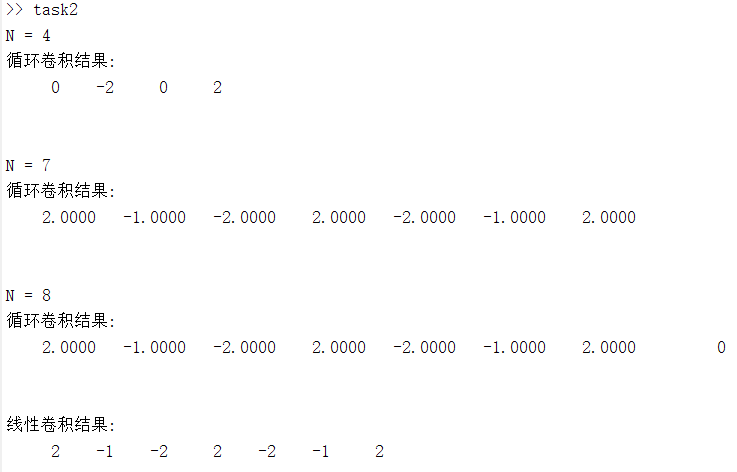 >> task2
N = 4
循环卷积结果:
0 -2 0 2
N = 7
循环卷积结果:
2.0000 -1.0000 -2.0000 2.0000 -2.0000 -1.0000 2.0000
N = 8
循环卷积结果:
2.0000 -1.0000 -2.0000 2.0000 -2.0000 -1.0000 2.0000 0
线性卷积结果:
2 -1 -2 2 -2 -1 2